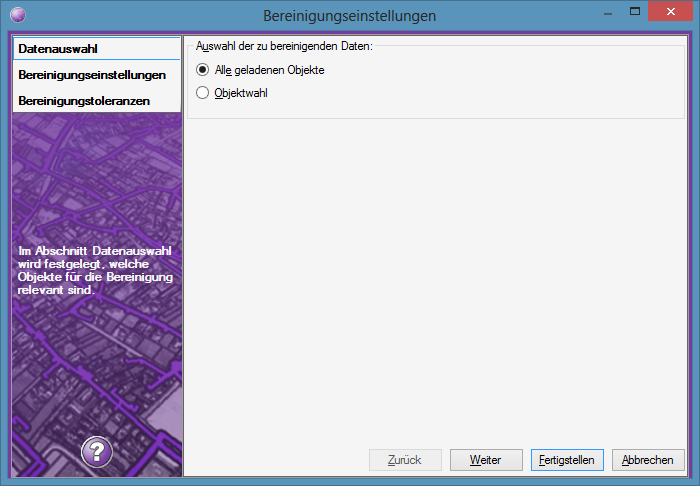 Bereinigungseinstellungen
Datenauswahl
Bereinigungseinstellungen
Bereinigungstoleranzen
Im Abschnitt Datenauswahl
wird festgelegt, welche
Objekte für die Bereinigung
relevant sind.
?
Auswahl der zu bereinigenden Daten:
Alle geladenen Objekte
Objektwahl
Zurück
Weiter
Fertigstellen
Abbrechen